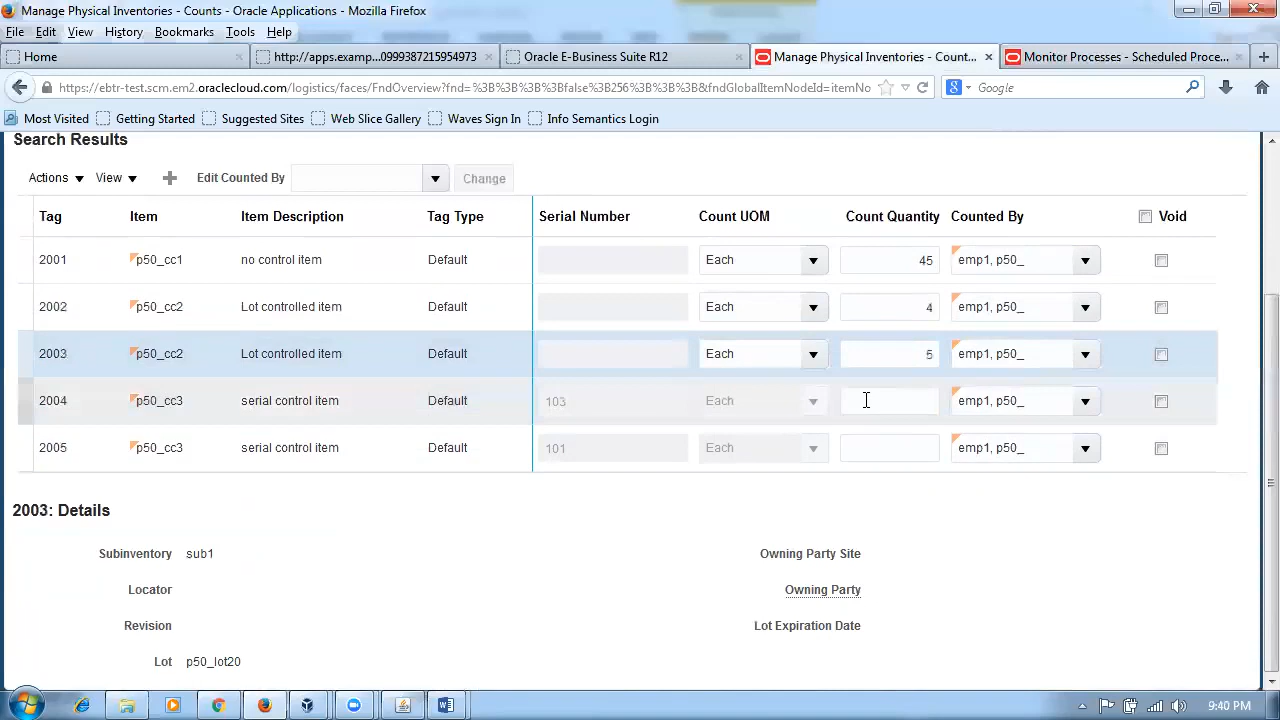 Manage Physical Inventories - Counts - Oracle Applications - Mozilla Firefox
File Edit View History Bookmarks Tools Help
Home http://apps.examp...0999387215954973 Oracle E-Business Suite R12 Manage Physical Inventories - Count... Monitor Processes - Scheduled Proce...
https://ebtr-test.scm.em2.oraclecloud.com/logistics/faces/FndOverview?fnd=%3B%3B%3B%3Bfalse%3B256%3B%3B%3B&fndGlobalItemNodeId=itemNo Google
Most Visited Getting Started Suggested Sites Web Slice Gallery Waves Sign In Info Semantics Login
Search Results
Actions View Edit Counted By Change
Tag Item Item Description Tag Type Serial Number Count UOM Count Quantity Counted By Void
2001 p50_cc1 no control item Default Each 45 emp1, p50_
2002 p50_cc2 Lot controlled item Default Each 4 emp1, p50_
2003 p50_cc2 Lot controlled item Default Each 5 emp1, p50_
2004 p50_cc3 serial control item Default 103 Each emp1, p50_
2005 p50_cc3 serial control item Default 101 Each emp1, p50_
2003: Details
Subinventory sub1 Owning Party Site
Locator Owning Party
Revision Lot Expiration Date
Lot p50_lot20
9:40 PM